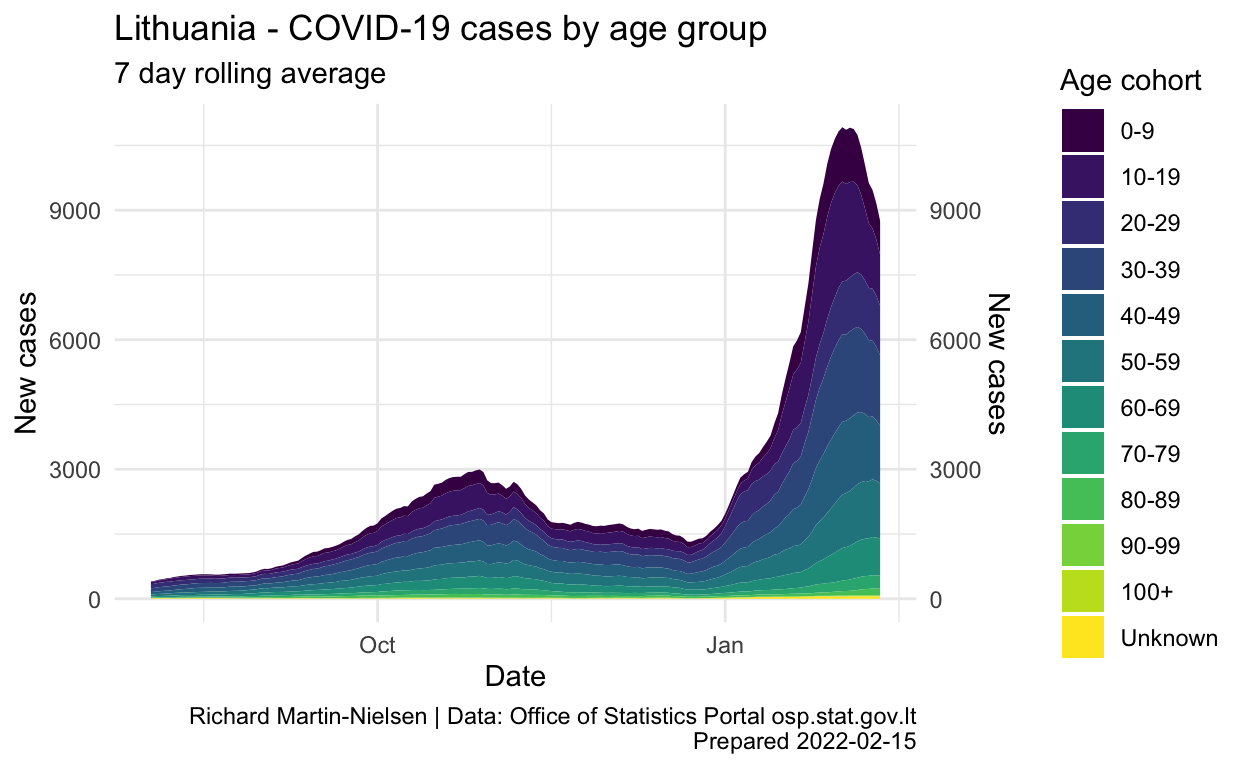 Lithuania - COVID-19 cases by age group
7 day rolling average
New cases
9000
6000
3000
0
9000
6000
3000
0
New cases
Oct
Jan
Date
Age cohort
0-9
10-19
20-29
30-39
40-49
50-59
60-69
70-79
80-89
90-99
100+
Unknown
Richard Martin-Nielsen | Data: Office of Statistics Portal osp.stat.gov.lt
Prepared 2022-02-15